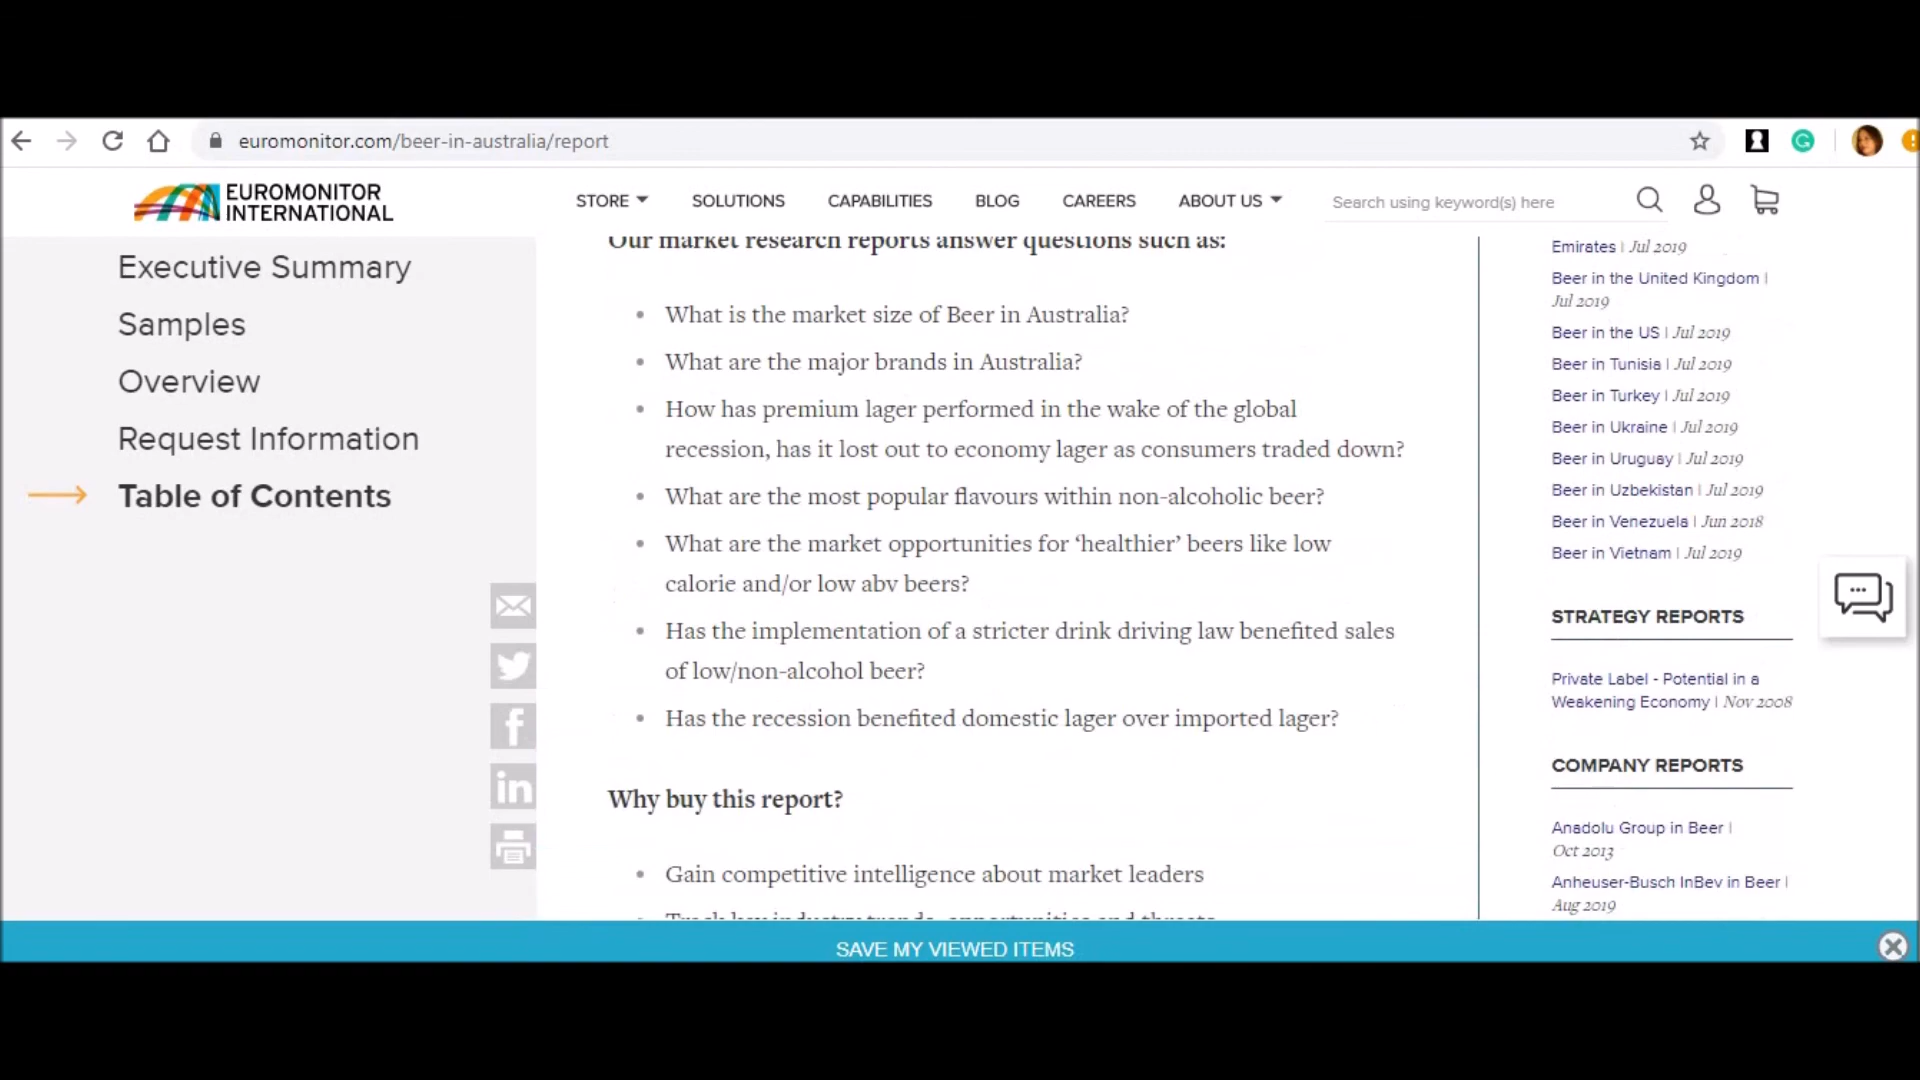 euromonitor.com/beer-in-australia/report
EUROMONITOR
INTERNATIONAL
STORE
SOLUTIONS
CAPABILITIES
BLOG
CAREERS
ABOUT US
Search using keyword(s) here
Executive Summary
Samples
Overview
Request Information
Table of Contents
Our market research reports answer questions such as:
• What is the market size of Beer in Australia?
• What are the major brands in Australia?
• How has premium lager performed in the wake of the global
recession, has it lost out to economy lager as consumers traded down?
• What are the most popular flavours within non-alcoholic beer?
• What are the market opportunities for ‘healthier’ beers like low
calorie and/or low abv beers?
• Has the implementation of a stricter drink driving law benefited sales
of low/non-alcohol beer?
• Has the recession benefited domestic lager over imported lager?
Why buy this report?
• Gain competitive intelligence about market leaders
• Track key industry trends, opportunities and threats
Emirates | Jul 2019
Beer in the United Kingdom |
Jul 2019
Beer in the US | Jul 2019
Beer in Tunisia | Jul 2019
Beer in Turkey | Jul 2019
Beer in Ukraine | Jul 2019
Beer in Uruguay | Jul 2019
Beer in Uzbekistan | Jul 2019
Beer in Venezuela | Jun 2018
Beer in Vietnam | Jul 2019
STRATEGY REPORTS
Private Label - Potential in a
Weakening Economy | Nov 2008
COMPANY REPORTS
Anadolu Group in Beer |
Oct 2013
Anheuser-Busch InBev in Beer |
Aug 2019
SAVE MY VIEWED ITEMS